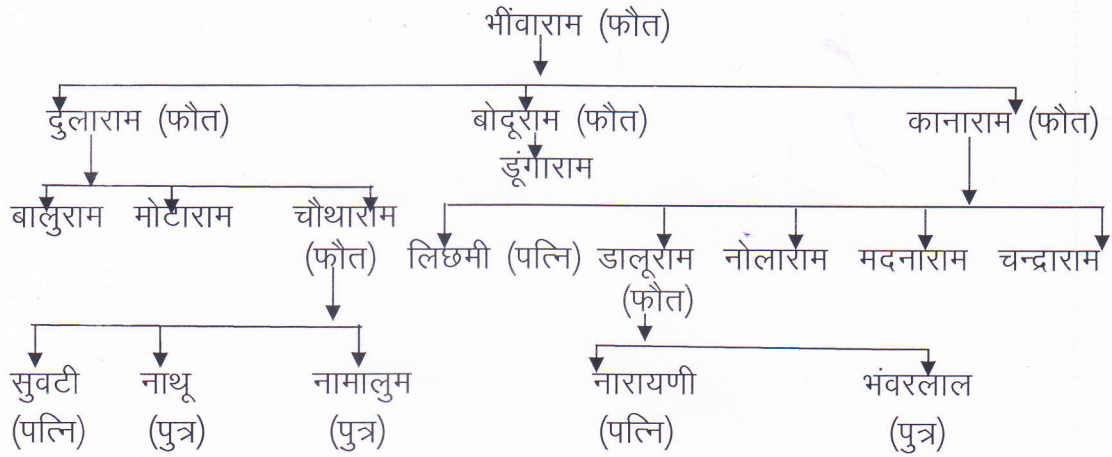 भींवाराम (फौत)
दुलाराम (फौत) बोदूराम (फौत) कानाराम (फौत)
डूंगाराम
बालुराम मोटाराम चौथाराम
(फौत) लिछमी (पत्नि) डालूराम नोलाराम मदनाराम चन्द्राराम
(फौत)
सुवटी नाथू नामालुम नारायणी भंवरलाल
(पत्नि) (पुत्र) (पुत्र) (पत्नि) (पुत्र)